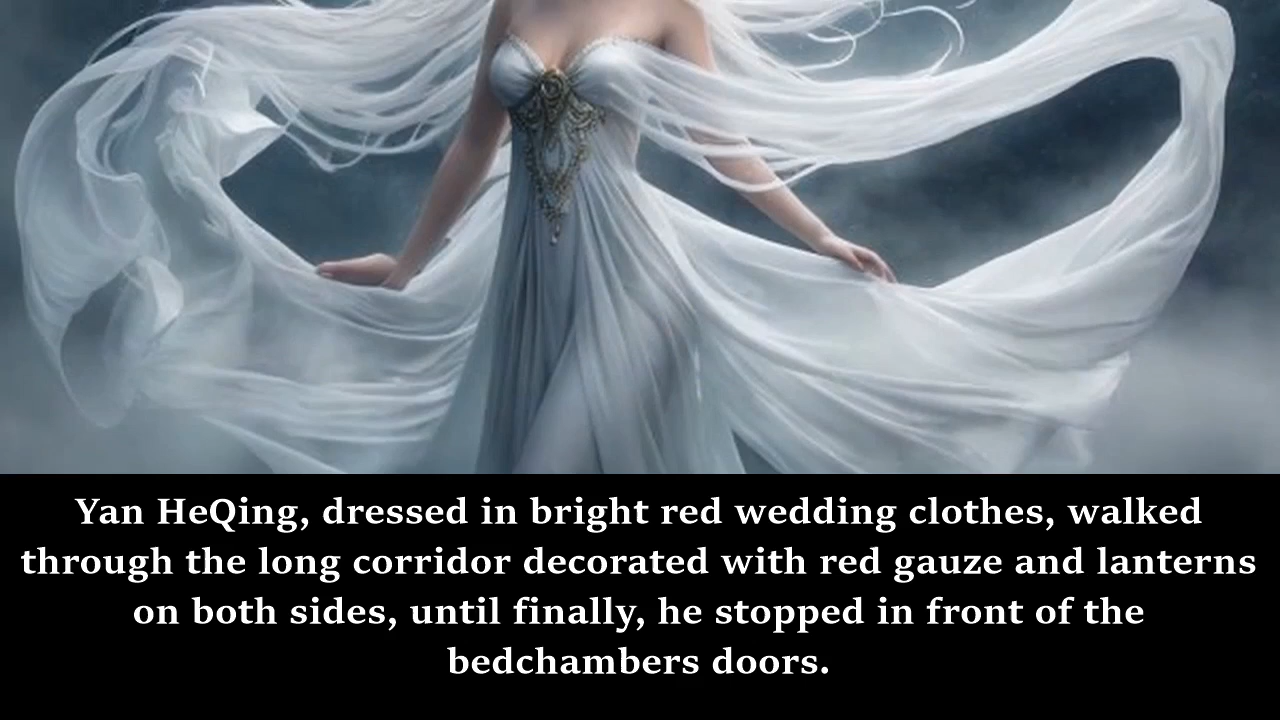 Yan HeQing, dressed in bright red wedding clothes, walked
through the long corridor decorated with red gauze and lanterns
on both sides, until finally, he stopped in front of the
bedchambers doors.